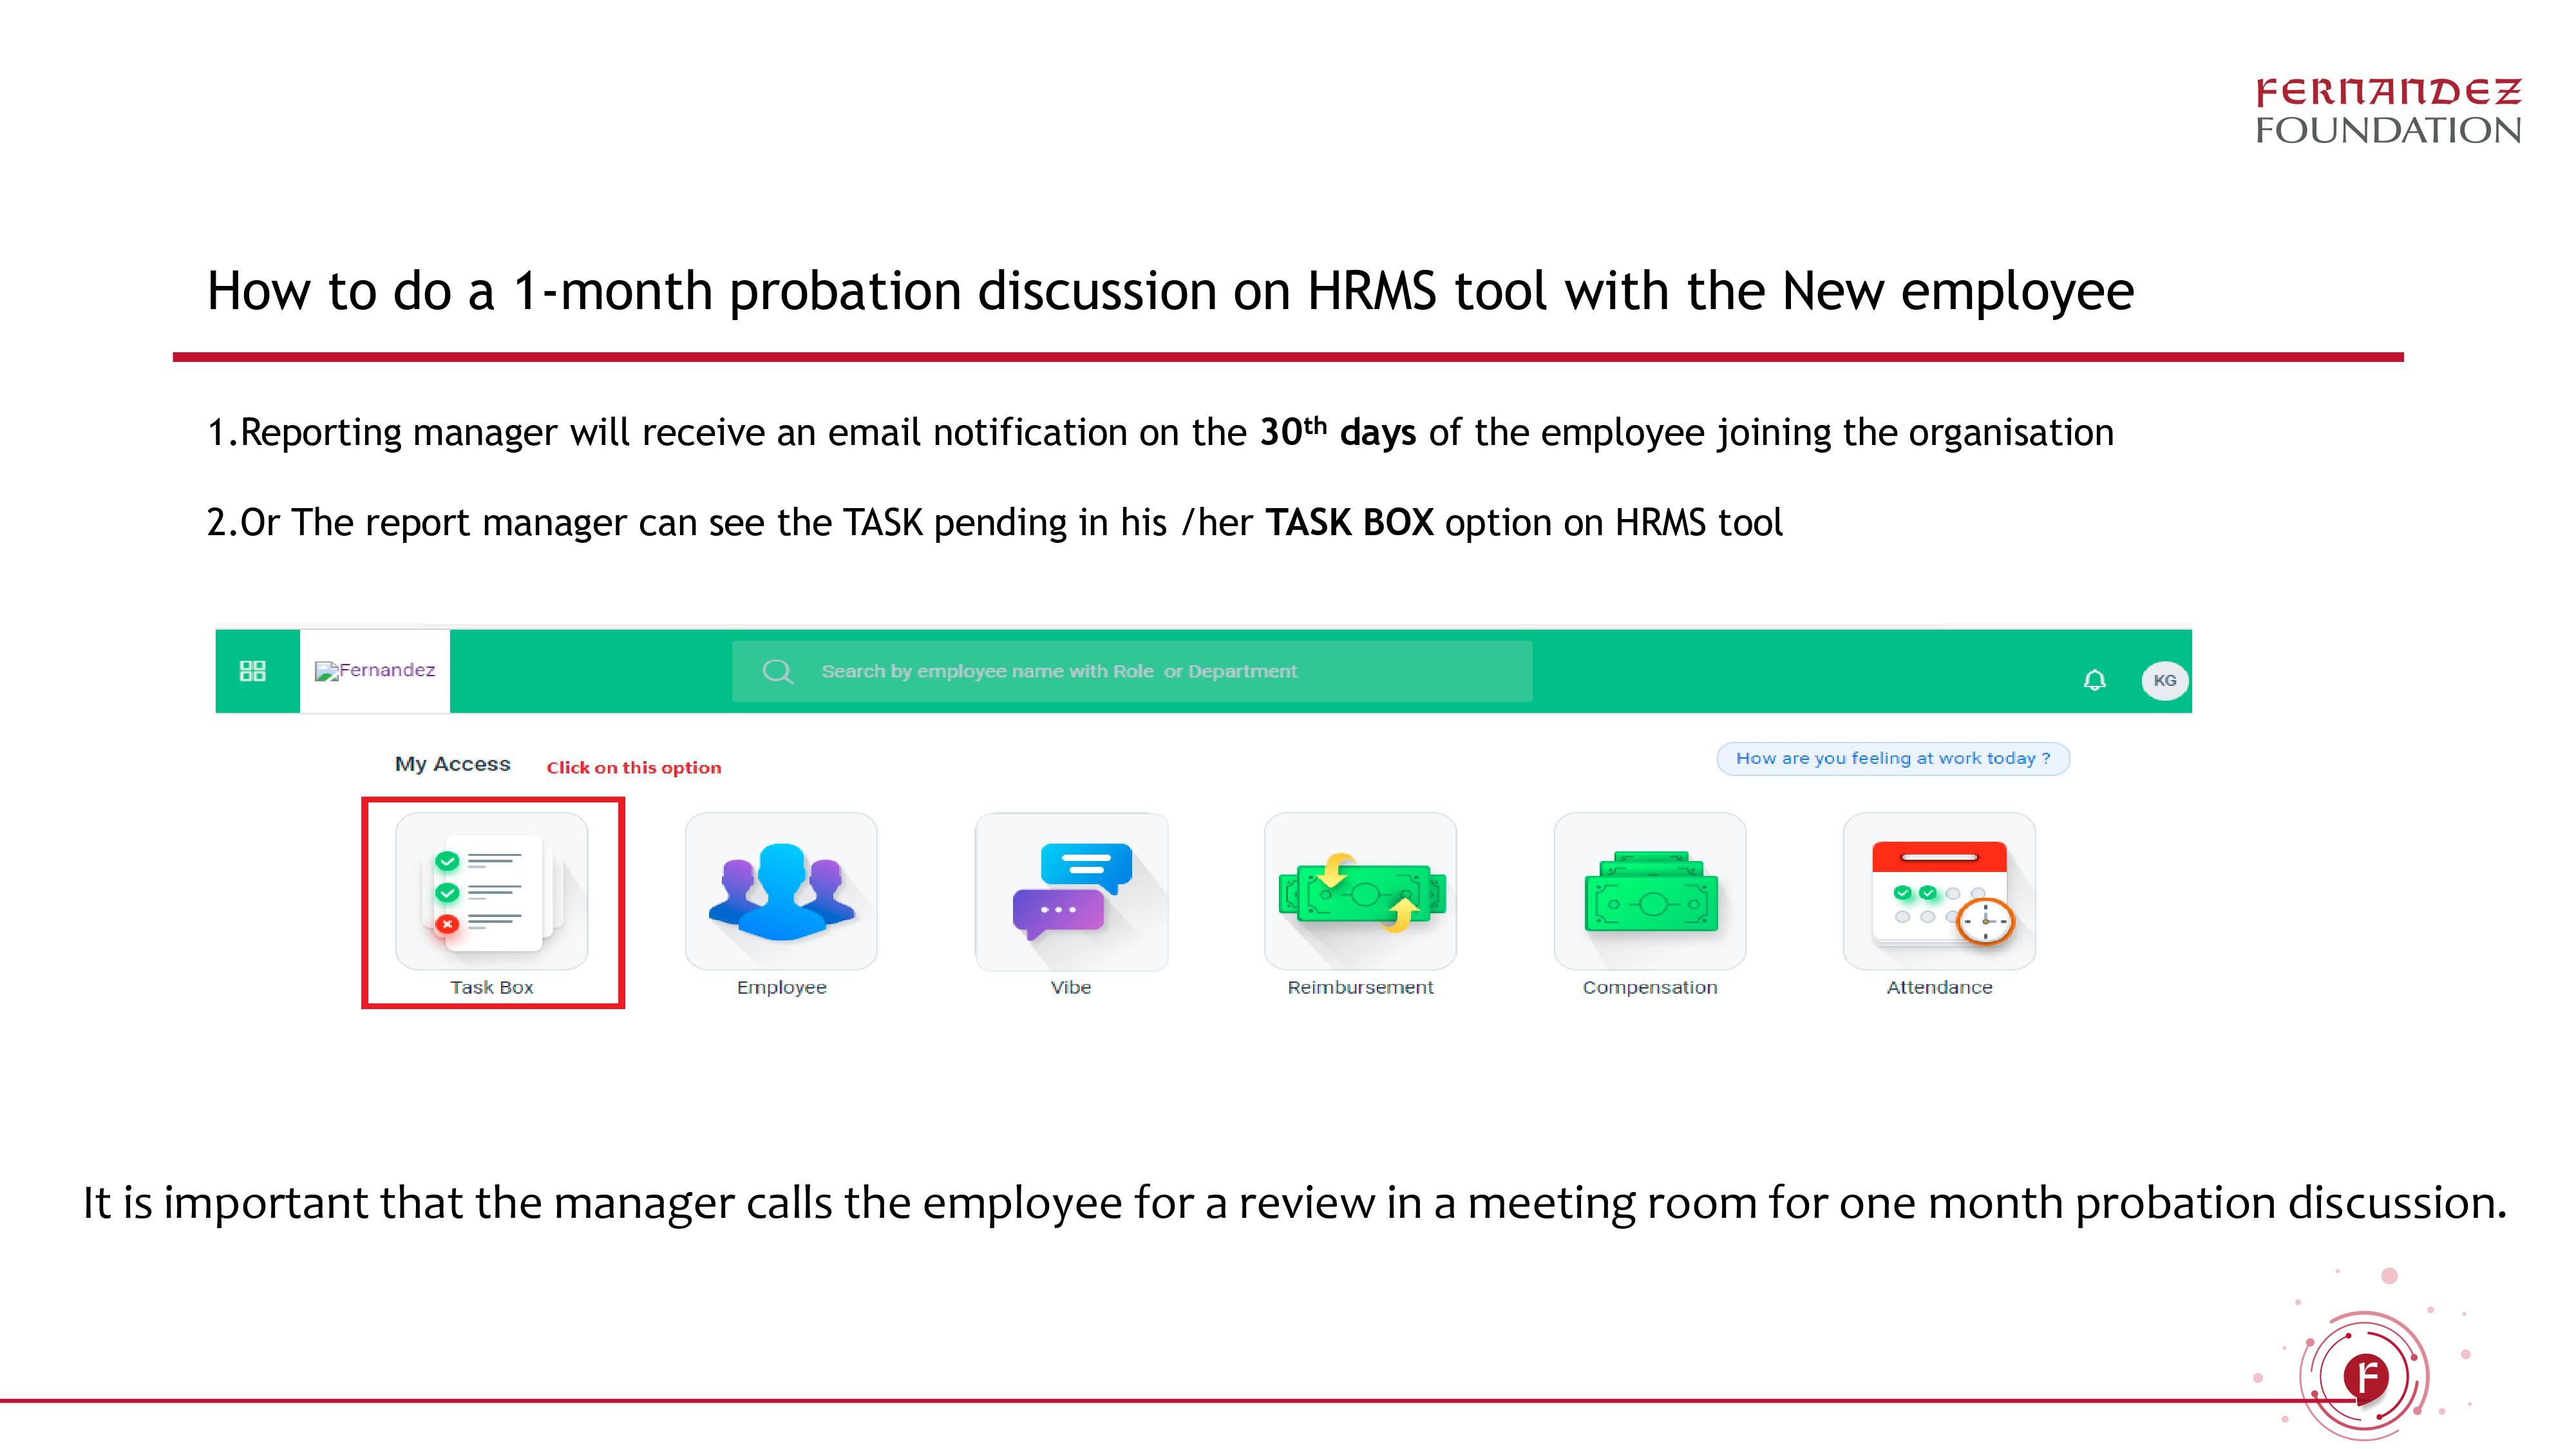 FERNANDEZ
FOUNDATION
How to do a 1-month probation discussion on HRMS tool with the New employee
1.Reporting manager will receive an email notification on the 30th days of the employee joining the organisation
2.Or The report manager can see the TASK pending in his /her TASK BOX option on HRMS tool
Fernandez
Search by employee name with Role or Department
KG
My Access
Click on this option
How are you feeling at work today ?
Task Box
Employee
Vibe
Reimbursement
Compensation
Attendance
It is important that the manager calls the employee for a review in a meeting room for one month probation discussion.
F